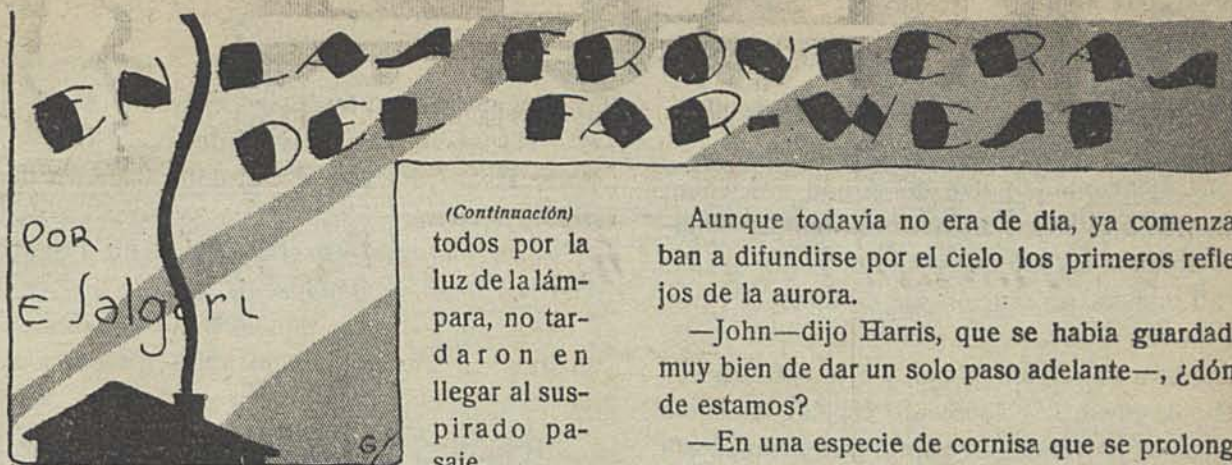 EN LAS FRONTERAS
DEL FAR-WEST
POR
E Salgari
G/
(Continuación)
todos por la
luz de la lám-
para, no tar-
daron en
llegar al sus-
pirado pa-
saje.
Aunque todavía no era de día, ya comenza
ban a difundirse por el cielo los primeros refle
jos de la aurora.
—John—dijo Harris, que se había guardad
muy bien de dar un solo paso adelante—, ¿dón
de estamos?
—En una especie de cornisa que se prolong